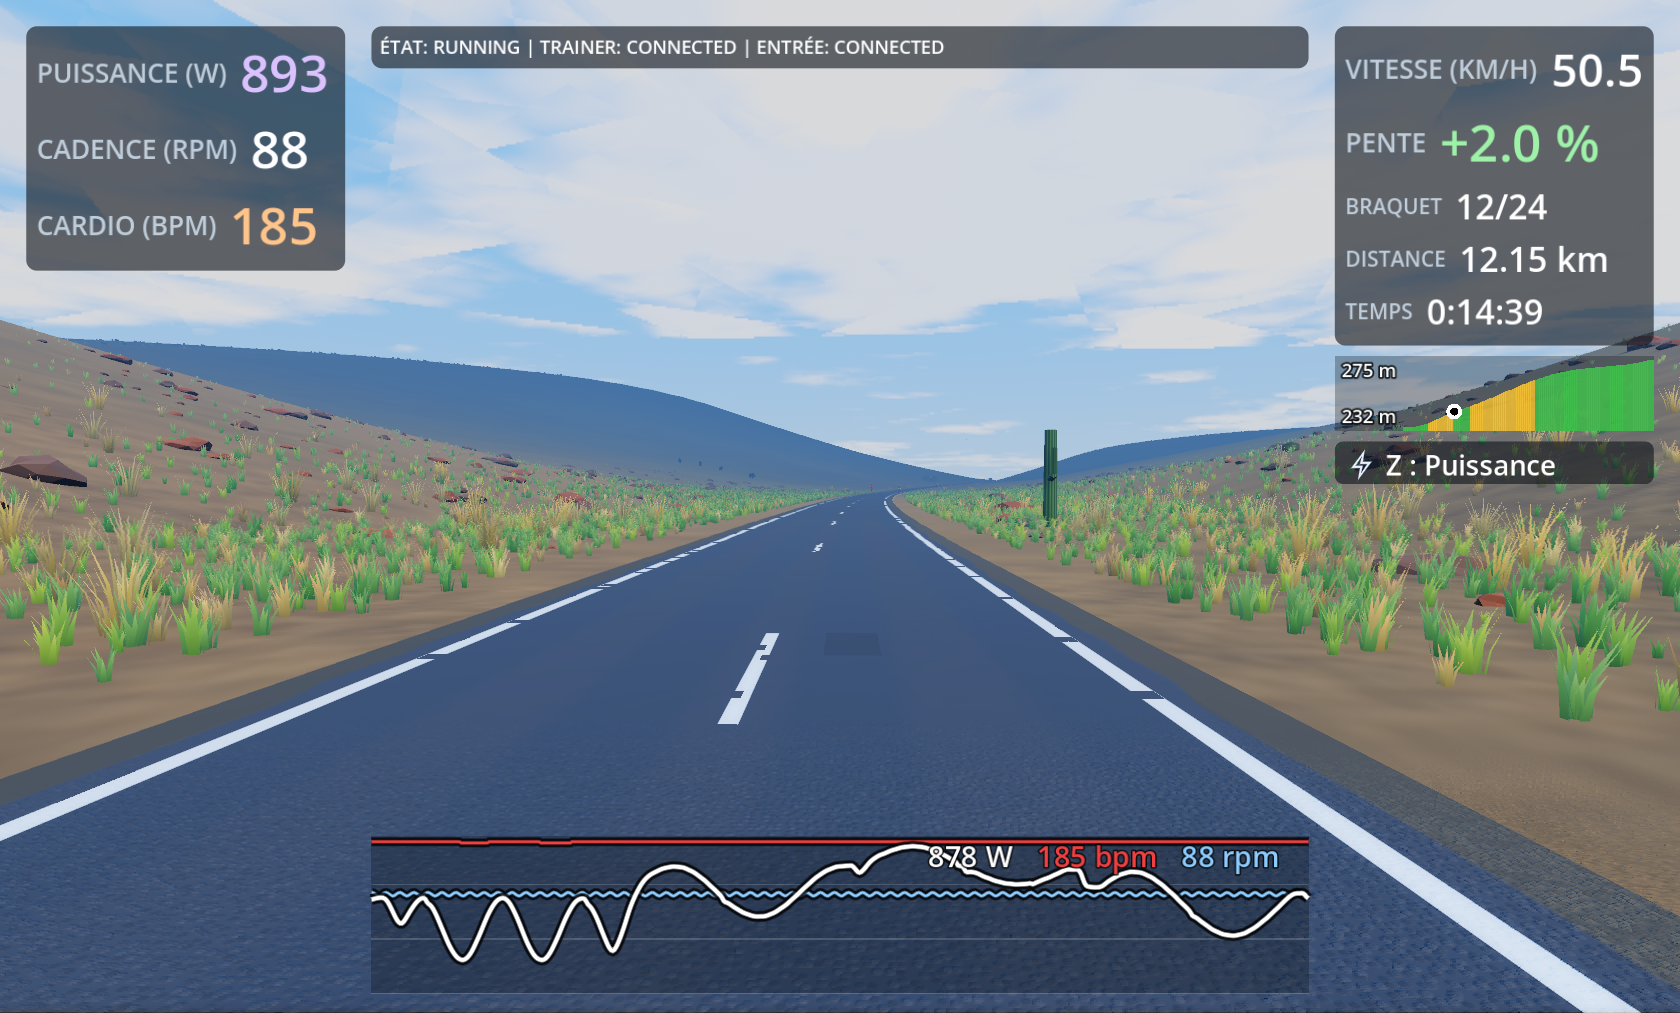 PUISSANCE (W) 893
CADENCE (RPM) 88
CARDIO (BPM) 185
ÉTAT: RUNNING | TRAINER: CONNECTED | ENTRÉE: CONNECTED
VITESSE (KM/H) 50.5
PENTE +2.0 %
BRAQUET 12/24
DISTANCE 12.15 km
TEMPS 0:14:39
275 m
232 m
Z : Puissance
878 W 185 bpm 88 rpm